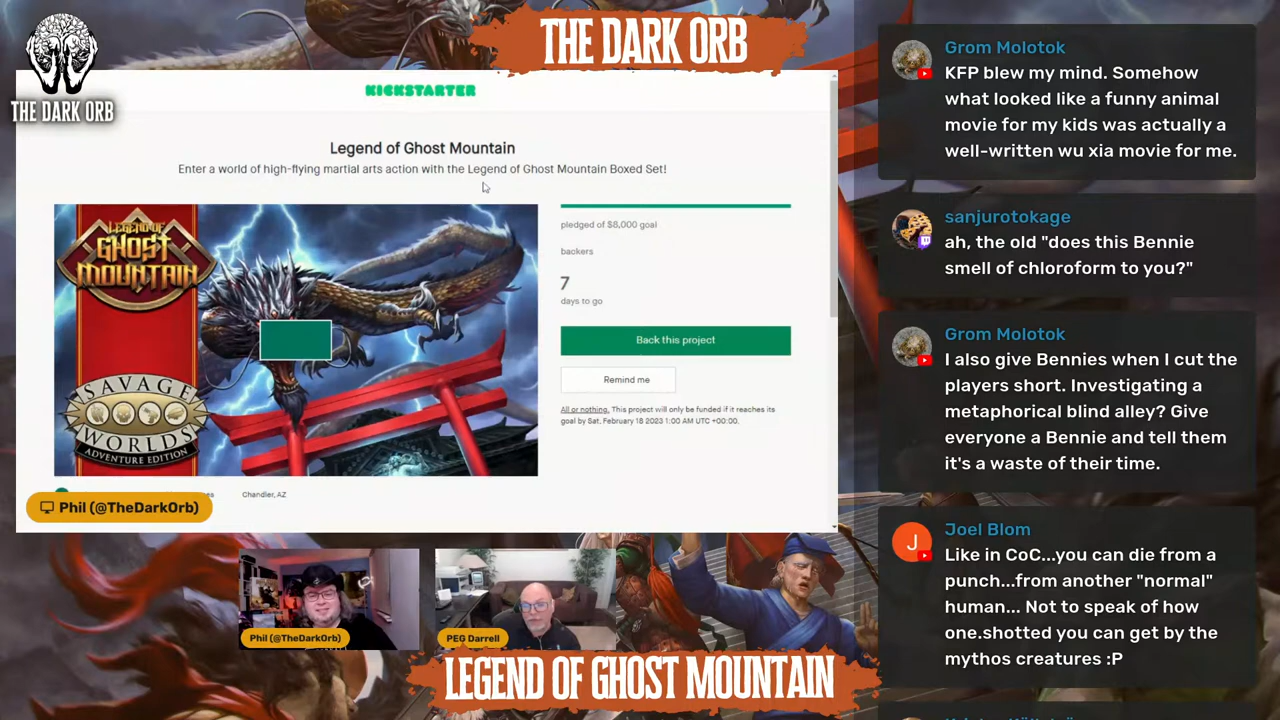 THE DARK ORB
THE DARK ORB
KICKSTARTER
Legend of Ghost Mountain
Enter a world of high-flying martial arts action with the Legend of Ghost Mountain Boxed Set!
LEGEND OF
GHOST
MOUNTAIN
SAVAGE
WORLDS
ADVENTURE EDITION
pledged of $8,000 goal
backers
7
days to go
Back this project
Remind me
All or nothing. This project will only be funded if it reaches its
goal by Sat, February 18 2023 1:00 AM UTC +00:00.
Chandler, AZ
Phil (@TheDarkOrb)
Phil (@TheDarkOrb)
PEG Darrell
LEGEND OF GHOST MOUNTAIN
Grom Molotok
KFP blew my mind. Somehow
what looked like a funny animal
movie for my kids was actually a
well-written wu xia movie for me.
sanjurotokage
ah, the old "does this Bennie
smell of chloroform to you?"
Grom Molotok
I also give Bennies when I cut the
players short. Investigating a
metaphorical blind alley? Give
everyone a Bennie and tell them
it's a waste of their time.
J
Joel Blom
Like in CoC...you can die from a
punch...from another "normal"
human... Not to speak of how
one.shotted you can get by the
mythos creatures :P